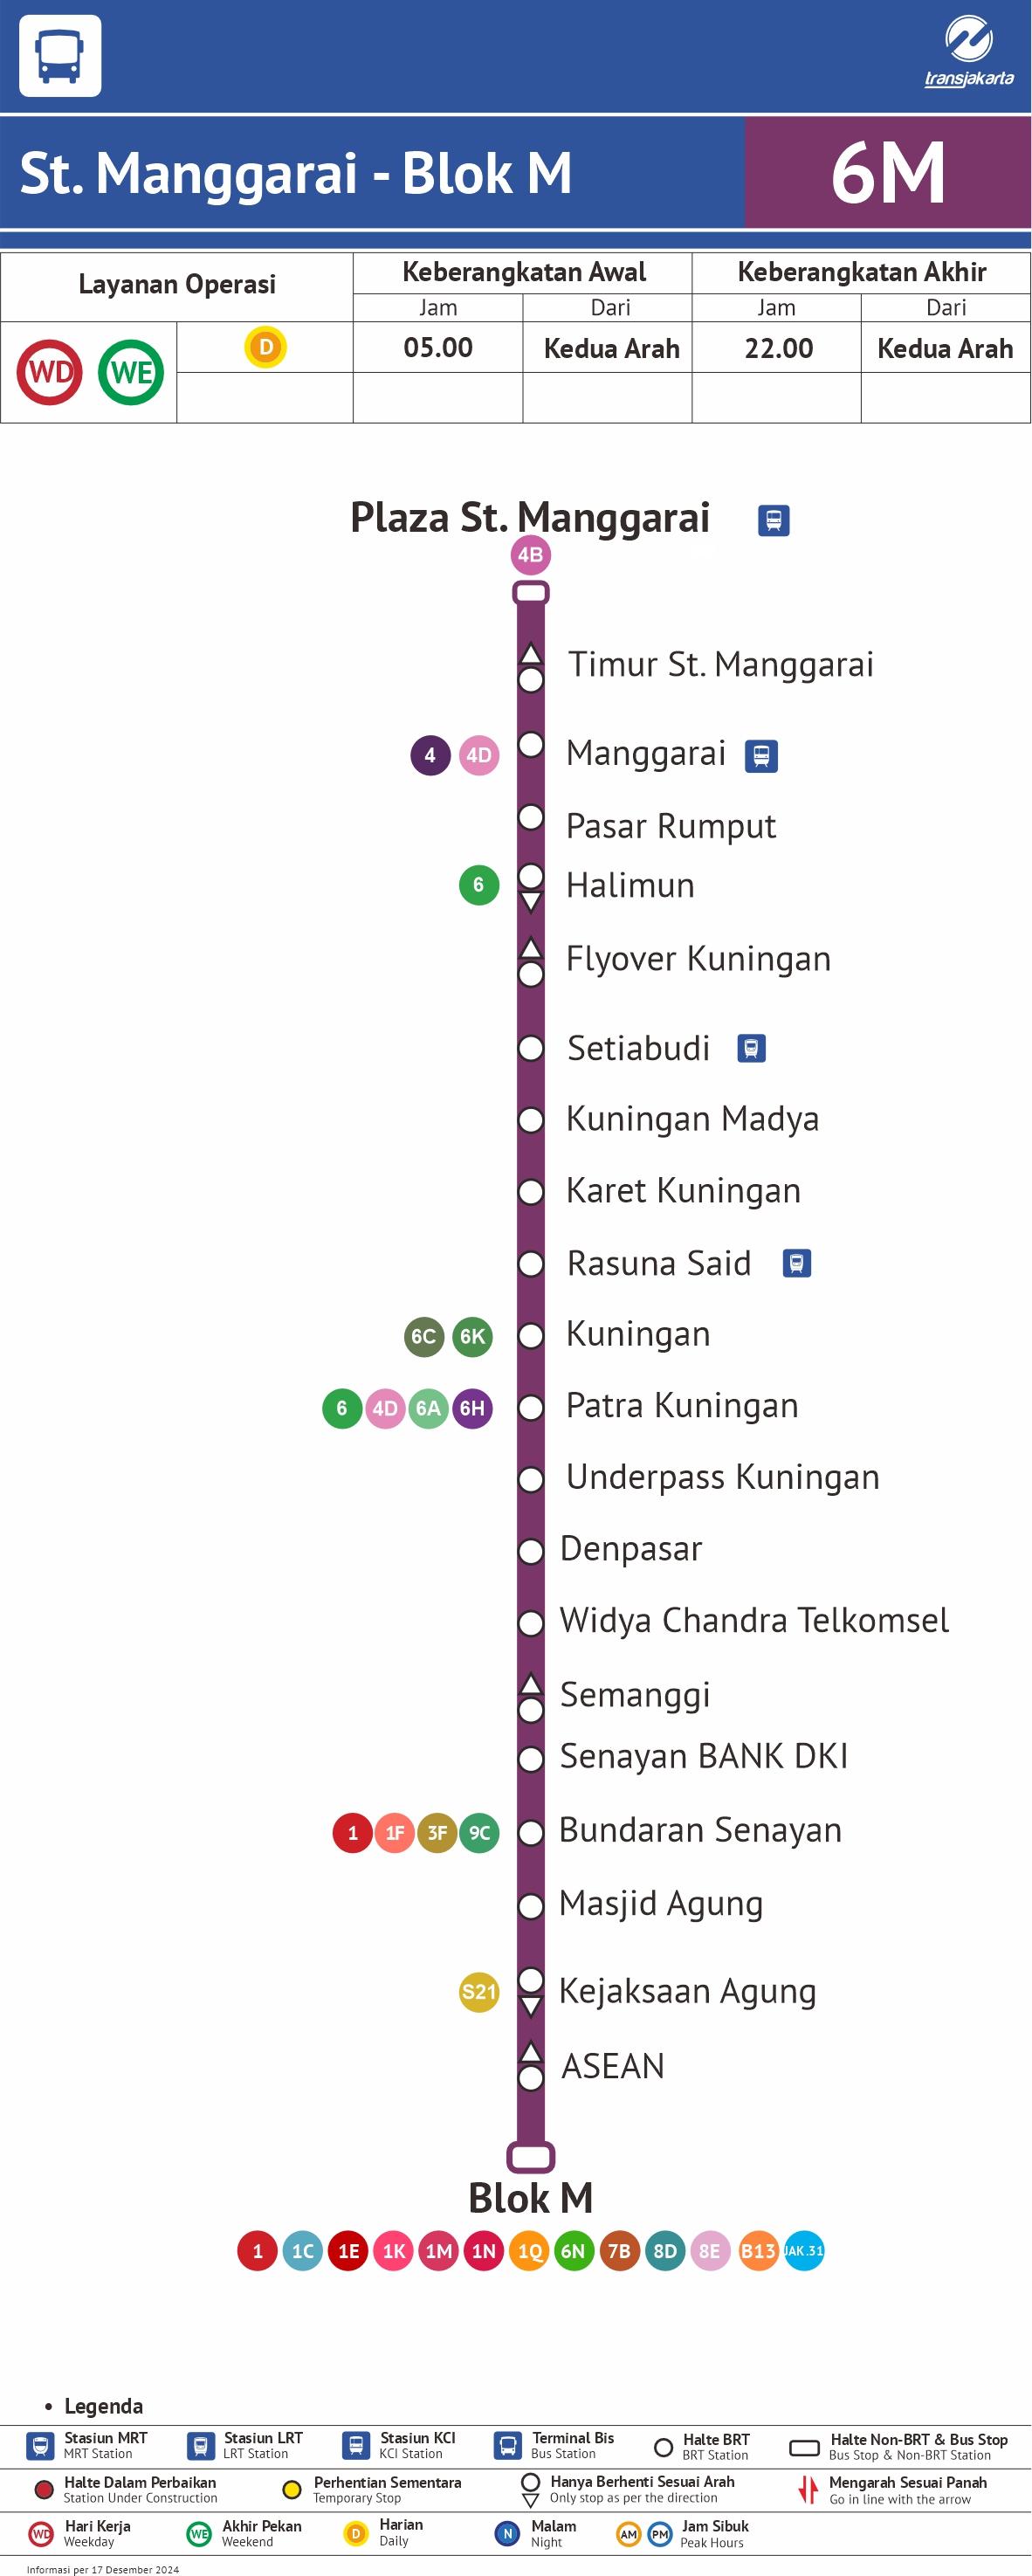 transjakarta
St. Manggarai - Blok M
6M
Layanan Operasi
Keberangkatan Awal
Keberangkatan Akhir
Jam
Dari
Jam
Dari
WD WE
D
05.00
Kedua Arah
22.00
Kedua Arah
Plaza St. Manggarai
4B
Timur St. Manggarai
4 4D
Manggarai
Pasar Rumput
6
Halimun
Flyover Kuningan
Setiabudi
Kuningan Madya
Karet Kuningan
Rasuna Said
6C 6K
Kuningan
6 4D 6A 6H
Patra Kuningan
Underpass Kuningan
Denpasar
Widya Chandra Telkomsel
Semanggi
Senayan BANK DKI
1 1F 3F 9C
Bundaran Senayan
Masjid Agung
S21
Kejaksaan Agung
ASEAN
Blok M
1 1C 1E 1K 1M 1N 1Q 6N 7B 8D 8E B13 JAK.31
• Legenda
Stasiun MRT
MRT Station
Stasiun LRT
LRT Station
Stasiun KCI
KCI Station
Terminal Bis
Bus Station
Halte BRT
BRT Station
Halte Non-BRT & Bus Stop
Bus Stop & Non-BRT Station
Halte Dalam Perbaikan
Station Under Construction
Perhentian Sementara
Temporary Stop
Hanya Berhenti Sesuai Arah
Only stop as per the direction
Mengarah Sesuai Panah
Go in line with the arrow
WD
Hari Kerja
Weekday
WE
Akhir Pekan
Weekend
D
Harian
Daily
N
Malam
Night
AM PM
Jam Sibuk
Peak Hours
Informasi per 17 Desember 2024